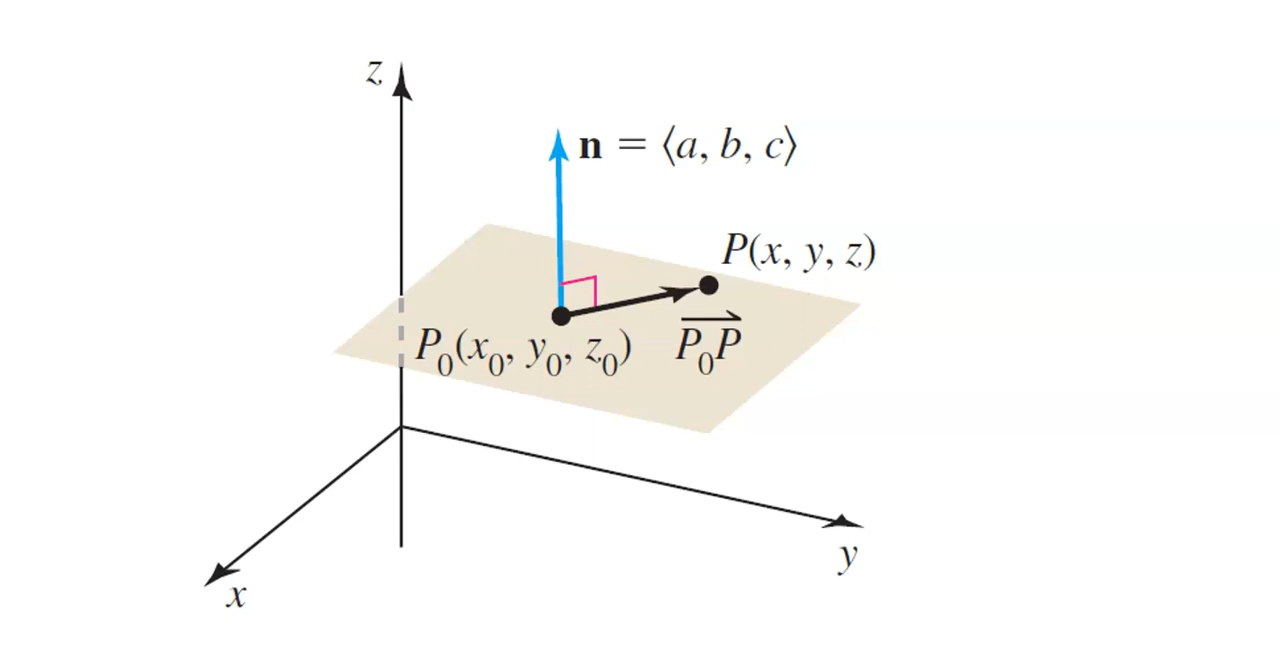 z
n = ⟨a, b, c⟩
P(x, y, z)
P₀(x₀, y₀, z₀)
P₀P
x
y